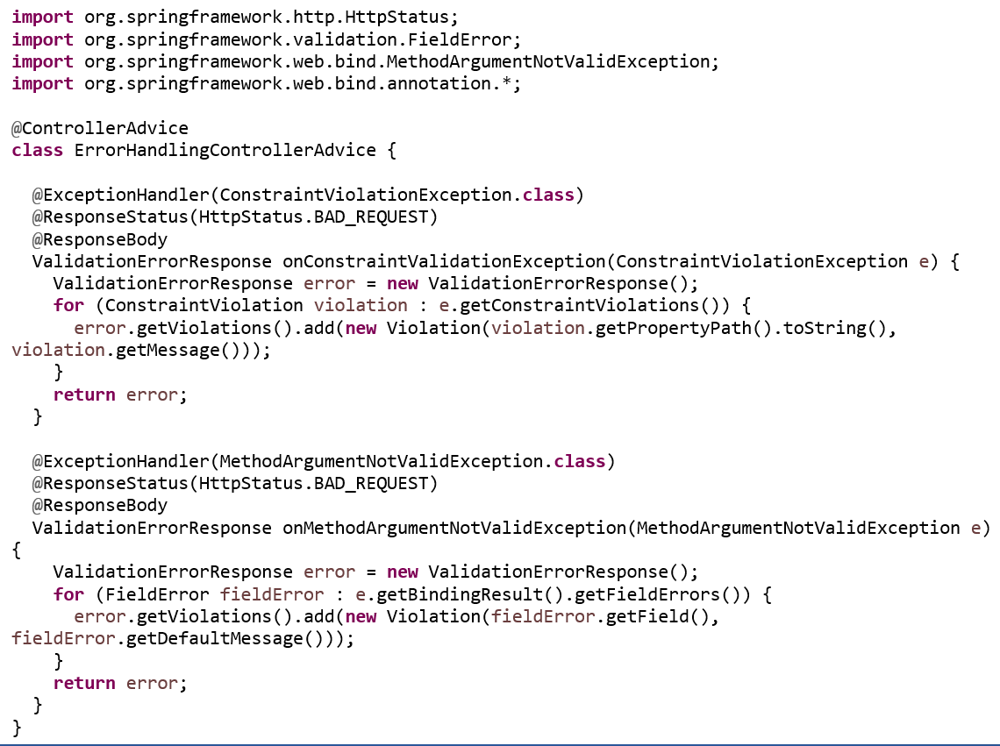 import org.springframework.http.HttpStatus;
import org.springframework.validation.FieldError;
import org.springframework.web.bind.MethodArgumentNotValidException;
import org.springframework.web.bind.annotation.*;

@ControllerAdvice
class ErrorHandlingControllerAdvice {

  @ExceptionHandler(ConstraintViolationException.class)
  @ResponseStatus(HttpStatus.BAD_REQUEST)
  @ResponseBody
  ValidationErrorResponse onConstraintValidationException(ConstraintViolationException e) {
    ValidationErrorResponse error = new ValidationErrorResponse();
    for (ConstraintViolation violation : e.getConstraintViolations()) {
      error.getViolations().add(new Violation(violation.getPropertyPath().toString(),
violation.getMessage()));
    }
    return error;
  }

  @ExceptionHandler(MethodArgumentNotValidException.class)
  @ResponseStatus(HttpStatus.BAD_REQUEST)
  @ResponseBody
  ValidationErrorResponse onMethodArgumentNotValidException(MethodArgumentNotValidException e)
{
    ValidationErrorResponse error = new ValidationErrorResponse();
    for (FieldError fieldError : e.getBindingResult().getFieldErrors()) {
      error.getViolations().add(new Violation(fieldError.getField(),
fieldError.getDefaultMessage()));
    }
    return error;
  }
}